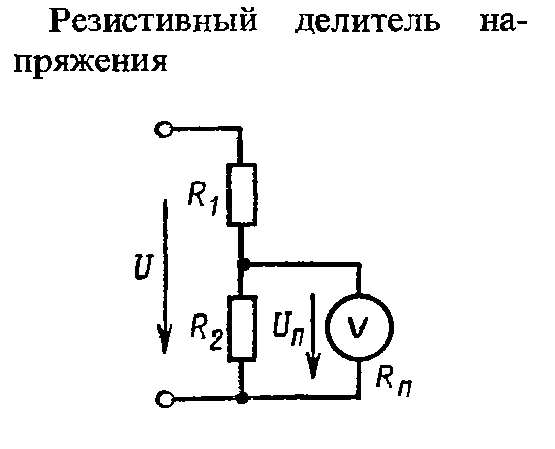 Резистивный делитель на-
пряжения
R1
U
R2
Uп
V
Rп